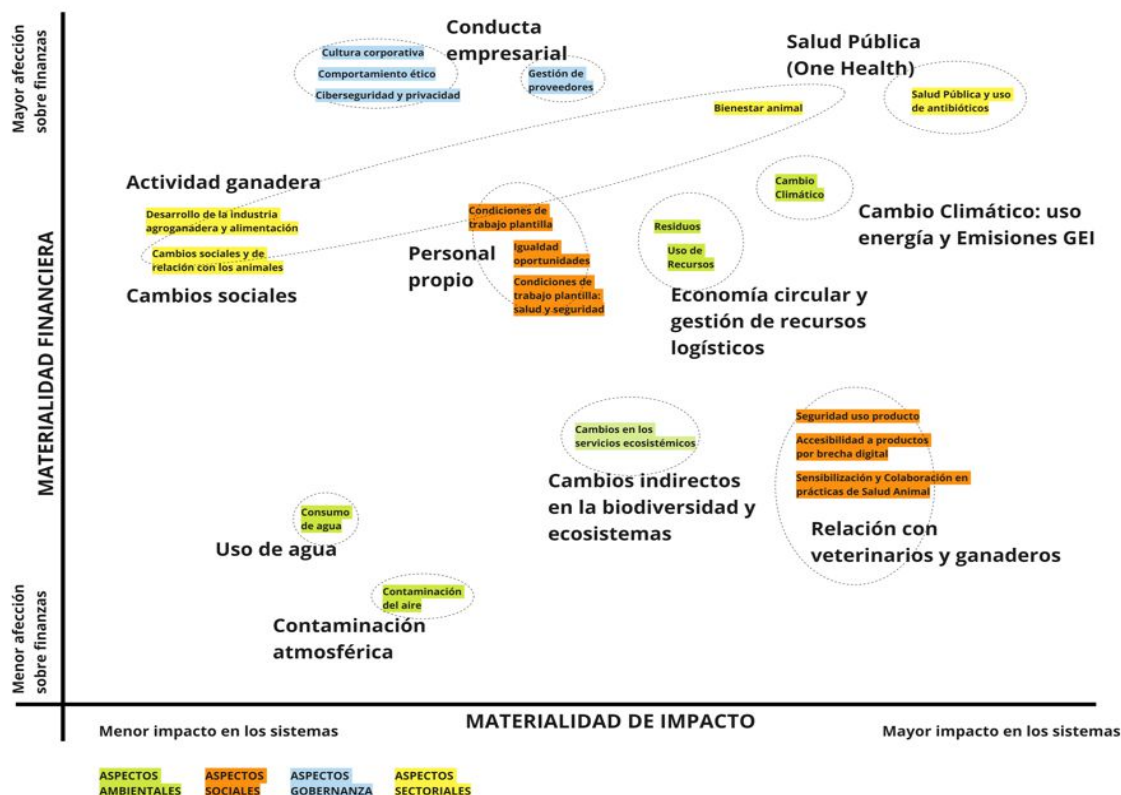 Mayor afección
sobre finanzas
MATERIALIDAD FINANCIERA
Menor afección
sobre finanzas
Conducta
empresarial
Cultura corporativa
Comportamiento ético
Ciberseguridad y privacidad
Gestión de
proveedores
Salud Pública
(One Health)
Salud Pública y uso
de antibióticos
Bienestar animal
Actividad ganadera
Desarrollo de la industria
agroganadera y alimentación
Cambios sociales y de
relación con los animales
Cambios sociales
Condiciones de
trabajo plantilla
Igualdad
oportunidades
Condiciones de
trabajo plantilla:
salud y seguridad
Personal
propio
Cambio
Climático
Cambio Climático: uso
energía y Emisiones GEI
Residuos
Uso de
Recursos
Economía circular y
gestión de recursos
logísticos
Cambios en los
servicios ecosistémicos
Cambios indirectos
en la biodiversidad y
ecosistemas
Seguridad uso producto
Accesibilidad a productos
por brecha digital
Sensibilización y Colaboración en
prácticas de Salud Animal
Relación con
veterinarios y ganaderos
Consumo
de agua
Uso de agua
Contaminación
del aire
Contaminación
atmosférica
Menor impacto en los sistemas
MATERIALIDAD DE IMPACTO
Mayor impacto en los sistemas
ASPECTOS
AMBIENTALES
ASPECTOS
SOCIALES
ASPECTOS
GOBERNANZA
ASPECTOS
SECTORIALES